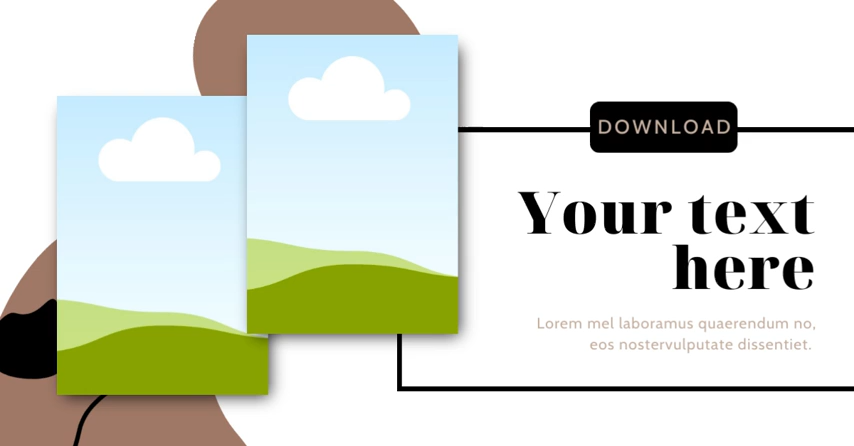 DOWNLOAD
Your text
here
Lorem mel laboramus quaerendum no,
eos nostervulputate dissentiet.